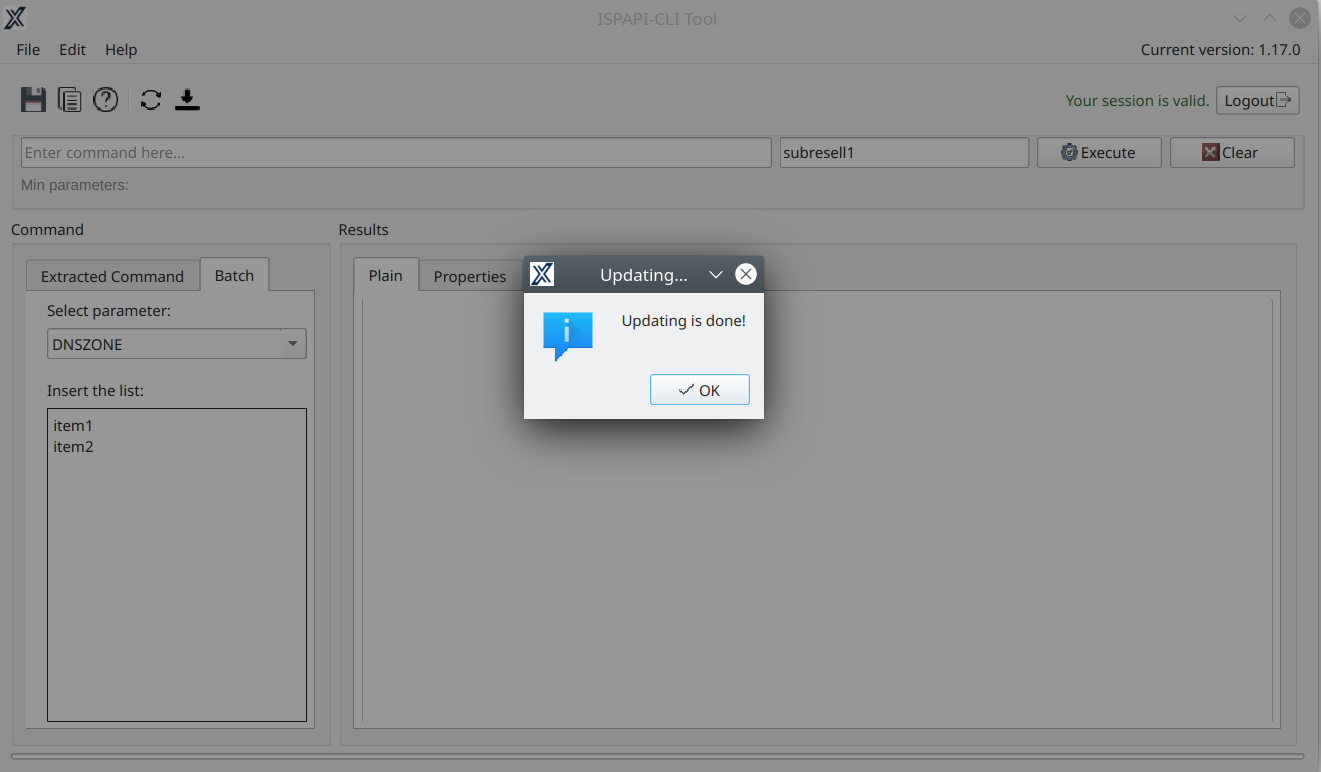 ISPAPI-CLI Tool
File Edit Help
Current version: 1.17.0
Your session is valid. Logout
Enter command here...
subresell1
Execute
Clear
Min parameters:
Command
Results
Extracted Command
Batch
Select parameter:
DNSZONE
Insert the list:
item1
item2
Plain
Properties
Updating...
Updating is done!
OK